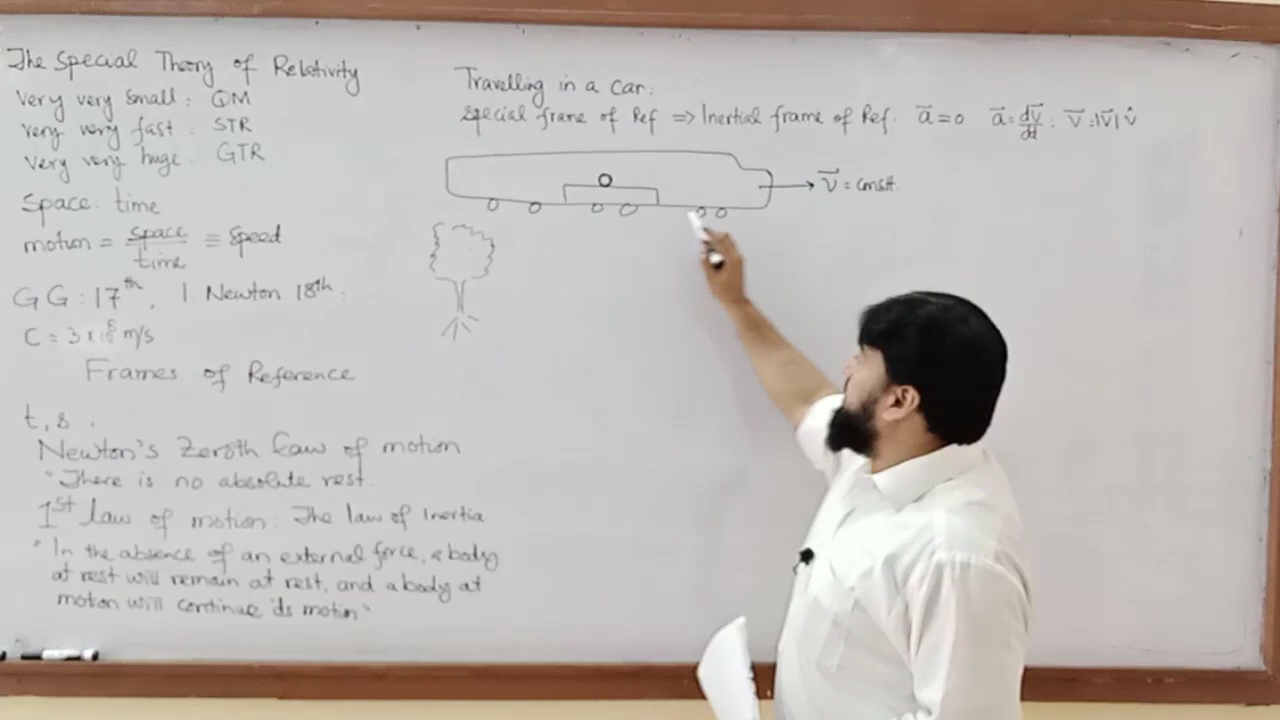 The Special Theory of Relativity
Very very small: QM
very very fast: STR
very very huge: GTR
Space: time
motion = space/time ≡ speed
GG: 17th, I. Newton 18th:
C = 3 x 10^8 m/s
Frames of Reference
t, s.
Newton's Zeroth Law of motion
"There is no absolute rest.
1st law of motion: The law of Inertia
"In the absence of an external force, a body
at rest will remain at rest, and a body at
motion will continue its motion"
Travelling in a Car:
special frame of Ref ⇒ Inertial frame of Ref. a⃗ = 0 a⃗ = dv⃗/dt : v⃗ = |v⃗| v̂
v⃗ = const.